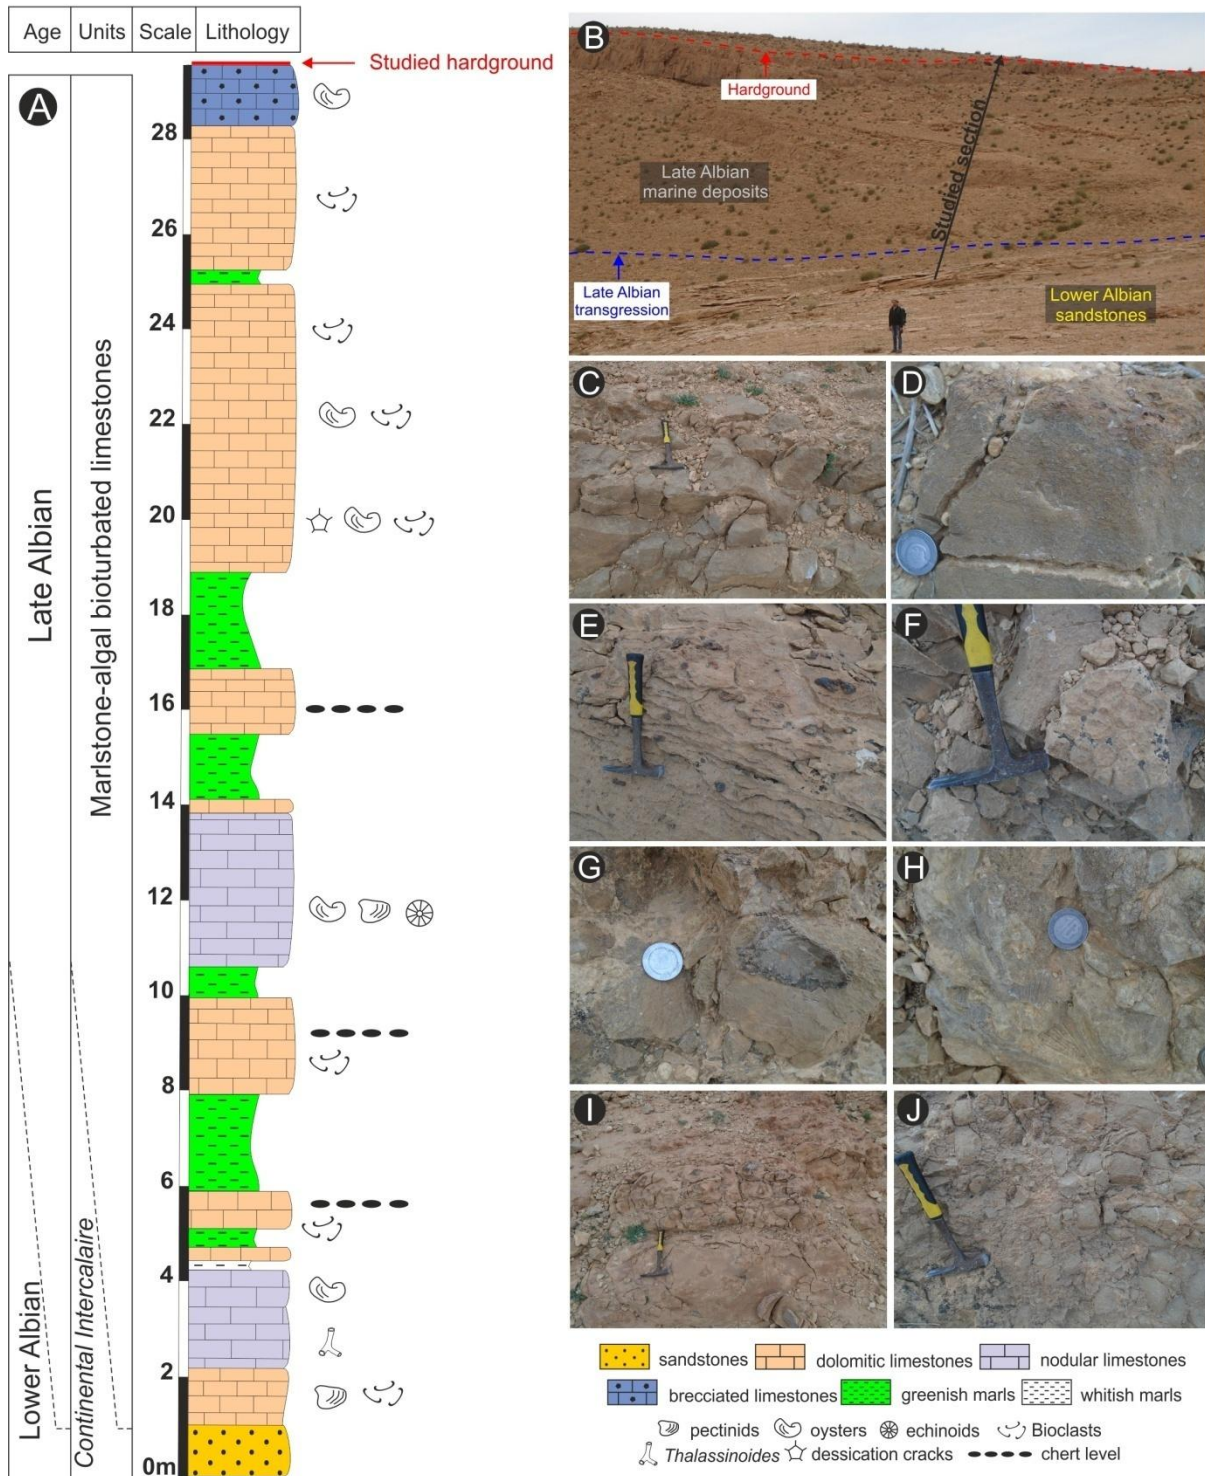 Age Units Scale Lithology
Studied hardground
A
28
26
24
22
20
18
16
14
12
10
8
6
4
2
0m
Late Albian
Lower Albian
Marlstone-algal bioturbated limestones
Continental Intercalaire
B
Hardground
Late Albian
marine deposits
Studied section
Late Albian
transgression
Lower Albian
sandstones
C
D
E
F
G
H
I
J
sandstones dolomitic limestones nodular limestones
brecciated limestones greenish marls whitish marls
pectinids oysters echinoids Bioclasts
Thalassinoides dessication cracks chert level